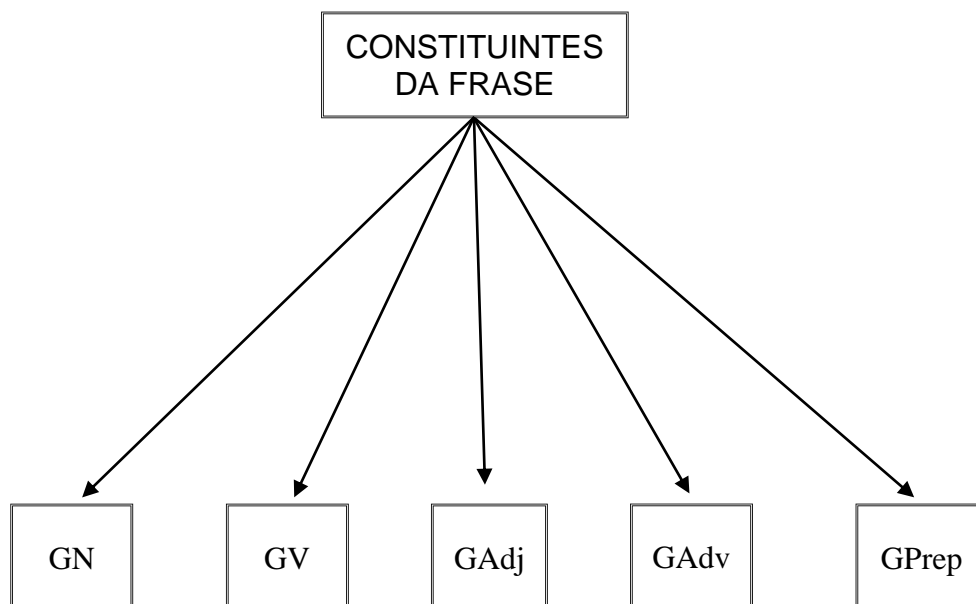 CONSTITUINTES
DA FRASE
GN
GV
GAdj
GAdv
GPrep